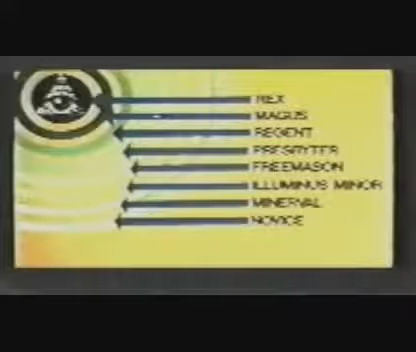 REX
MAGUS
REGENT
PRESBYTER
FREEMASON
ILLUMINUS MINOR
MINERVAL
NOVICE